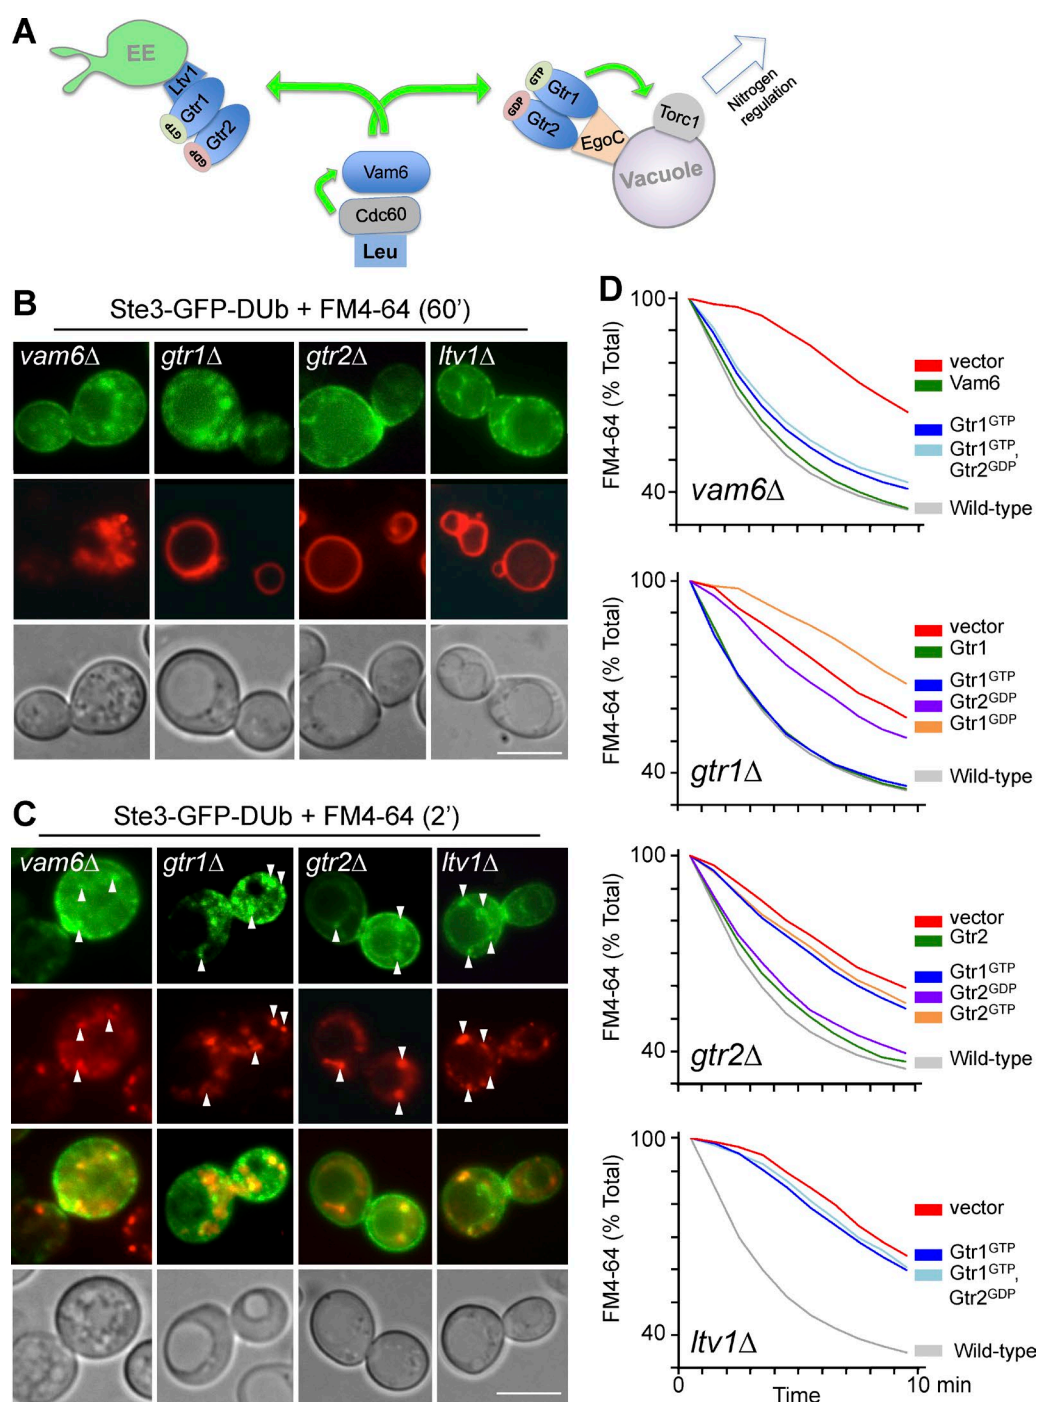 A
EE
Ltv1
Gtr1
GTP
Gtr2
GDP
Vam6
Cdc60
Leu
GTP
Gtr1
GDP
Gtr2
EgoC
Torc1
Vacuole
Nitrogen
regulation
B
Ste3-GFP-DUb + FM4-64 (60’)
vam6Δ
gtr1Δ
gtr2Δ
ltv1Δ
C
Ste3-GFP-DUb + FM4-64 (2’)
vam6Δ
gtr1Δ
gtr2Δ
ltv1Δ
D
100
40
FM4-64 (% Total)
vam6Δ
vector
Vam6
Gtr1GTP
Gtr1GTP,
Gtr2GDP
Wild-type
100
40
FM4-64 (% Total)
gtr1Δ
vector
Gtr1
Gtr1GTP
Gtr2GDP
Gtr1GDP
Wild-type
100
40
FM4-64 (% Total)
gtr2Δ
vector
Gtr2
Gtr1GTP
Gtr2GDP
Gtr2GTP
Wild-type
100
40
FM4-64 (% Total)
ltv1Δ
vector
Gtr1GTP
Gtr1GTP,
Gtr2GDP
Wild-type
0
Time
10 min